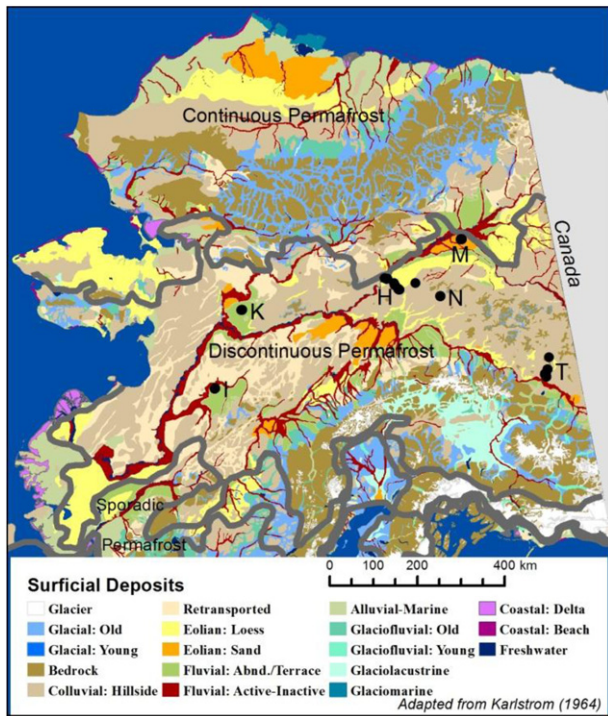 Continuous Permafrost
Canada
M
H
N
K
Discontinuous Permafrost
T
I
Sporadic
Permafrost
0 100 200 400 km
Surficial Deposits
Glacier
Glacial: Old
Glacial: Young
Bedrock
Colluvial: Hillside
Retransported
Eolian: Loess
Eolian: Sand
Fluvial: Abnd./Terrace
Fluvial: Active-Inactive
Alluvial-Marine
Glaciofluvial: Old
Glaciofluvial: Young
Glaciolacustrine
Glaciomarine
Coastal: Delta
Coastal: Beach
Freshwater
Adapted from Karlstrom (1964)